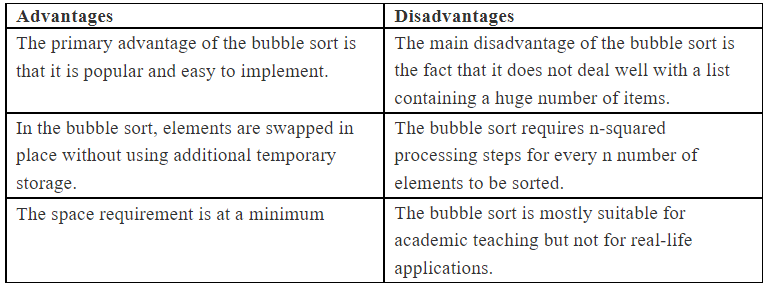 Advantages
Disadvantages
The primary advantage of the bubble sort is
that it is popular and easy to implement.
The main disadvantage of the bubble sort is
the fact that it does not deal well with a list
containing a huge number of items.
In the bubble sort, elements are swapped in
place without using additional temporary
storage.
The bubble sort requires n-squared
processing steps for every n number of
elements to be sorted.
The space requirement is at a minimum
The bubble sort is mostly suitable for
academic teaching but not for real-life
applications.